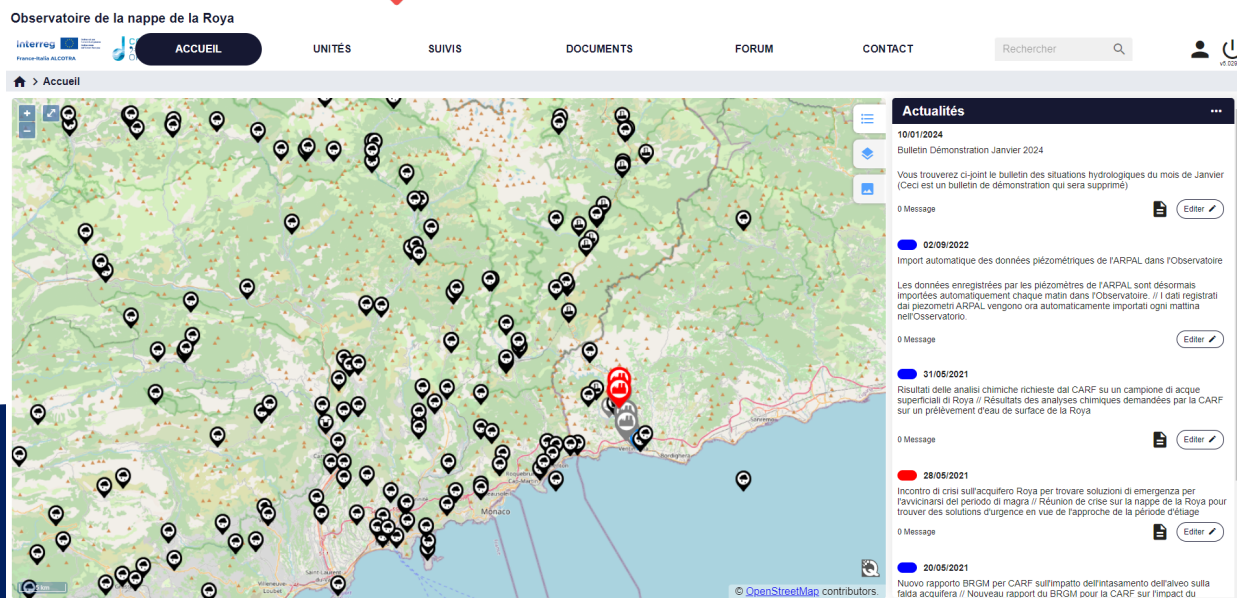 Observatoire de la nappe de la Roya
Interreg
France-Italia ALCOTRA
ACCUEIL
UNITÉS
SUIVIS
DOCUMENTS
FORUM
CONTACT
Rechercher
> Accueil
Actualités
10/01/2024
Bulletin Démonstration Janvier 2024
Vous trouverez ci-joint le bulletin des situations hydrologiques du mois de Janvier
(Ceci est un bulletin de démonstration qui sera supprimé)
0 Message
Editer
02/09/2022
Import automatique des données piézométriques de l'ARPAL dans l'Observatoire
Les données enregistrées par les piézomètres de l'ARPAL sont désormais
importées automatiquement chaque matin dans l'Observatoire. // I dati registrati
dai piezometri ARPAL vengono ora automaticamente importati ogni mattina
nell'Osservatorio.
0 Message
Editer
31/05/2021
Risultati delle analisi chimiche richieste dal CARF su un campione di acque
superficiali di Roya // Résultats des analyses chimiques demandées par la CARF
sur un prélèvement d'eau de surface de la Roya
0 Message
Editer
28/05/2021
Incontro di crisi sull'acquifero Roya per trovare soluzioni di emergenza per
l'avvicinarsi del periodo di magra // Réunion de crise sur la nappe de la Roya pour
trouver des solutions d'urgence en vue de l'approche de la période d'étiage
0 Message
Editer
20/05/2021
Nuovo rapporto BRGM per CARF sull'impatto dell'intasamento dell'alveo sulla
falda acquifera // Nouveau rapport du BRGM pour la CARF sur l'impact du
Monaco
Bordighera
Sanremo
Villeneuve
Loubet
© OpenStreetMap contributors.